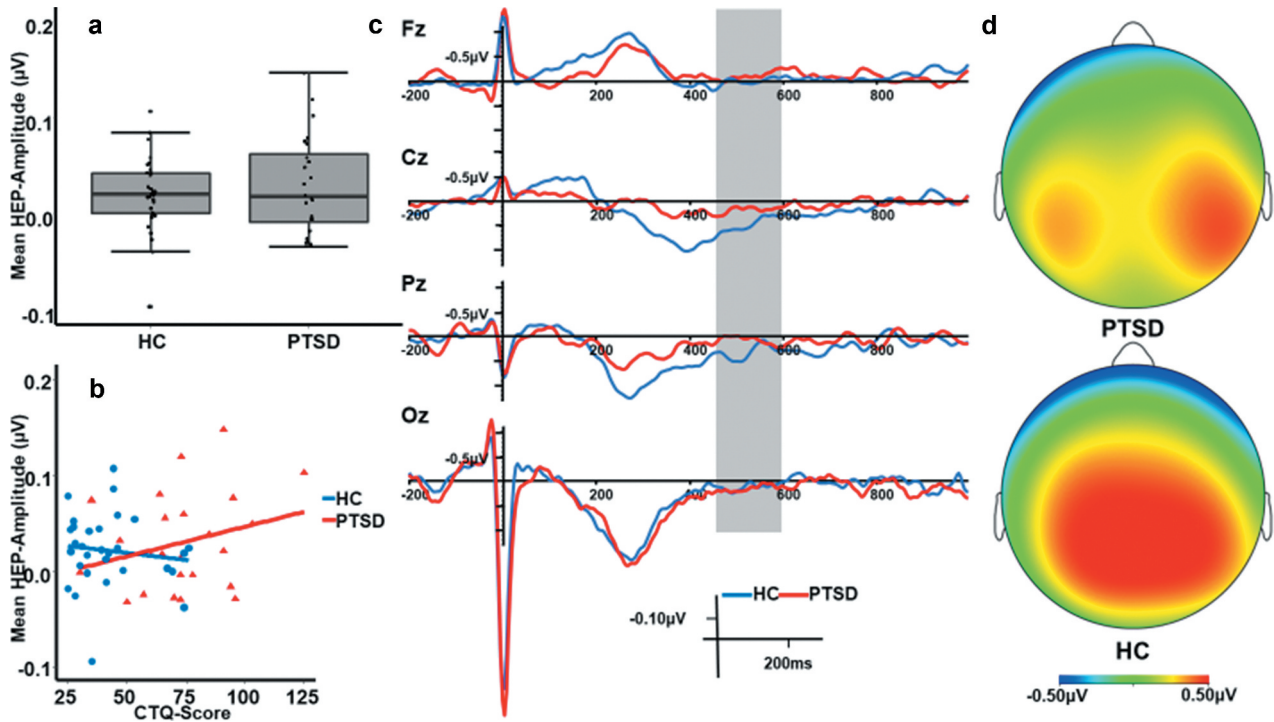 a
Mean HEP-Amplitude (µV)
0.2
0.1
0.0
-0.1
HC PTSD
b
Mean HEP-Amplitude (µV)
0.2
0.1
0.0
-0.1
25 50 75 100 125
CTQ-Score
HC
PTSD
c
Fz
-0.5µV
-200 200 400 600 800
Cz
-0.5µV
-200 200 400 600 800
Pz
-0.5µV
-200 200 400 600 800
Oz
-0.5µV
-200 200 400 600 800
HC PTSD
-0.10µV
200ms
d
PTSD
HC
-0.50µV 0.50µV